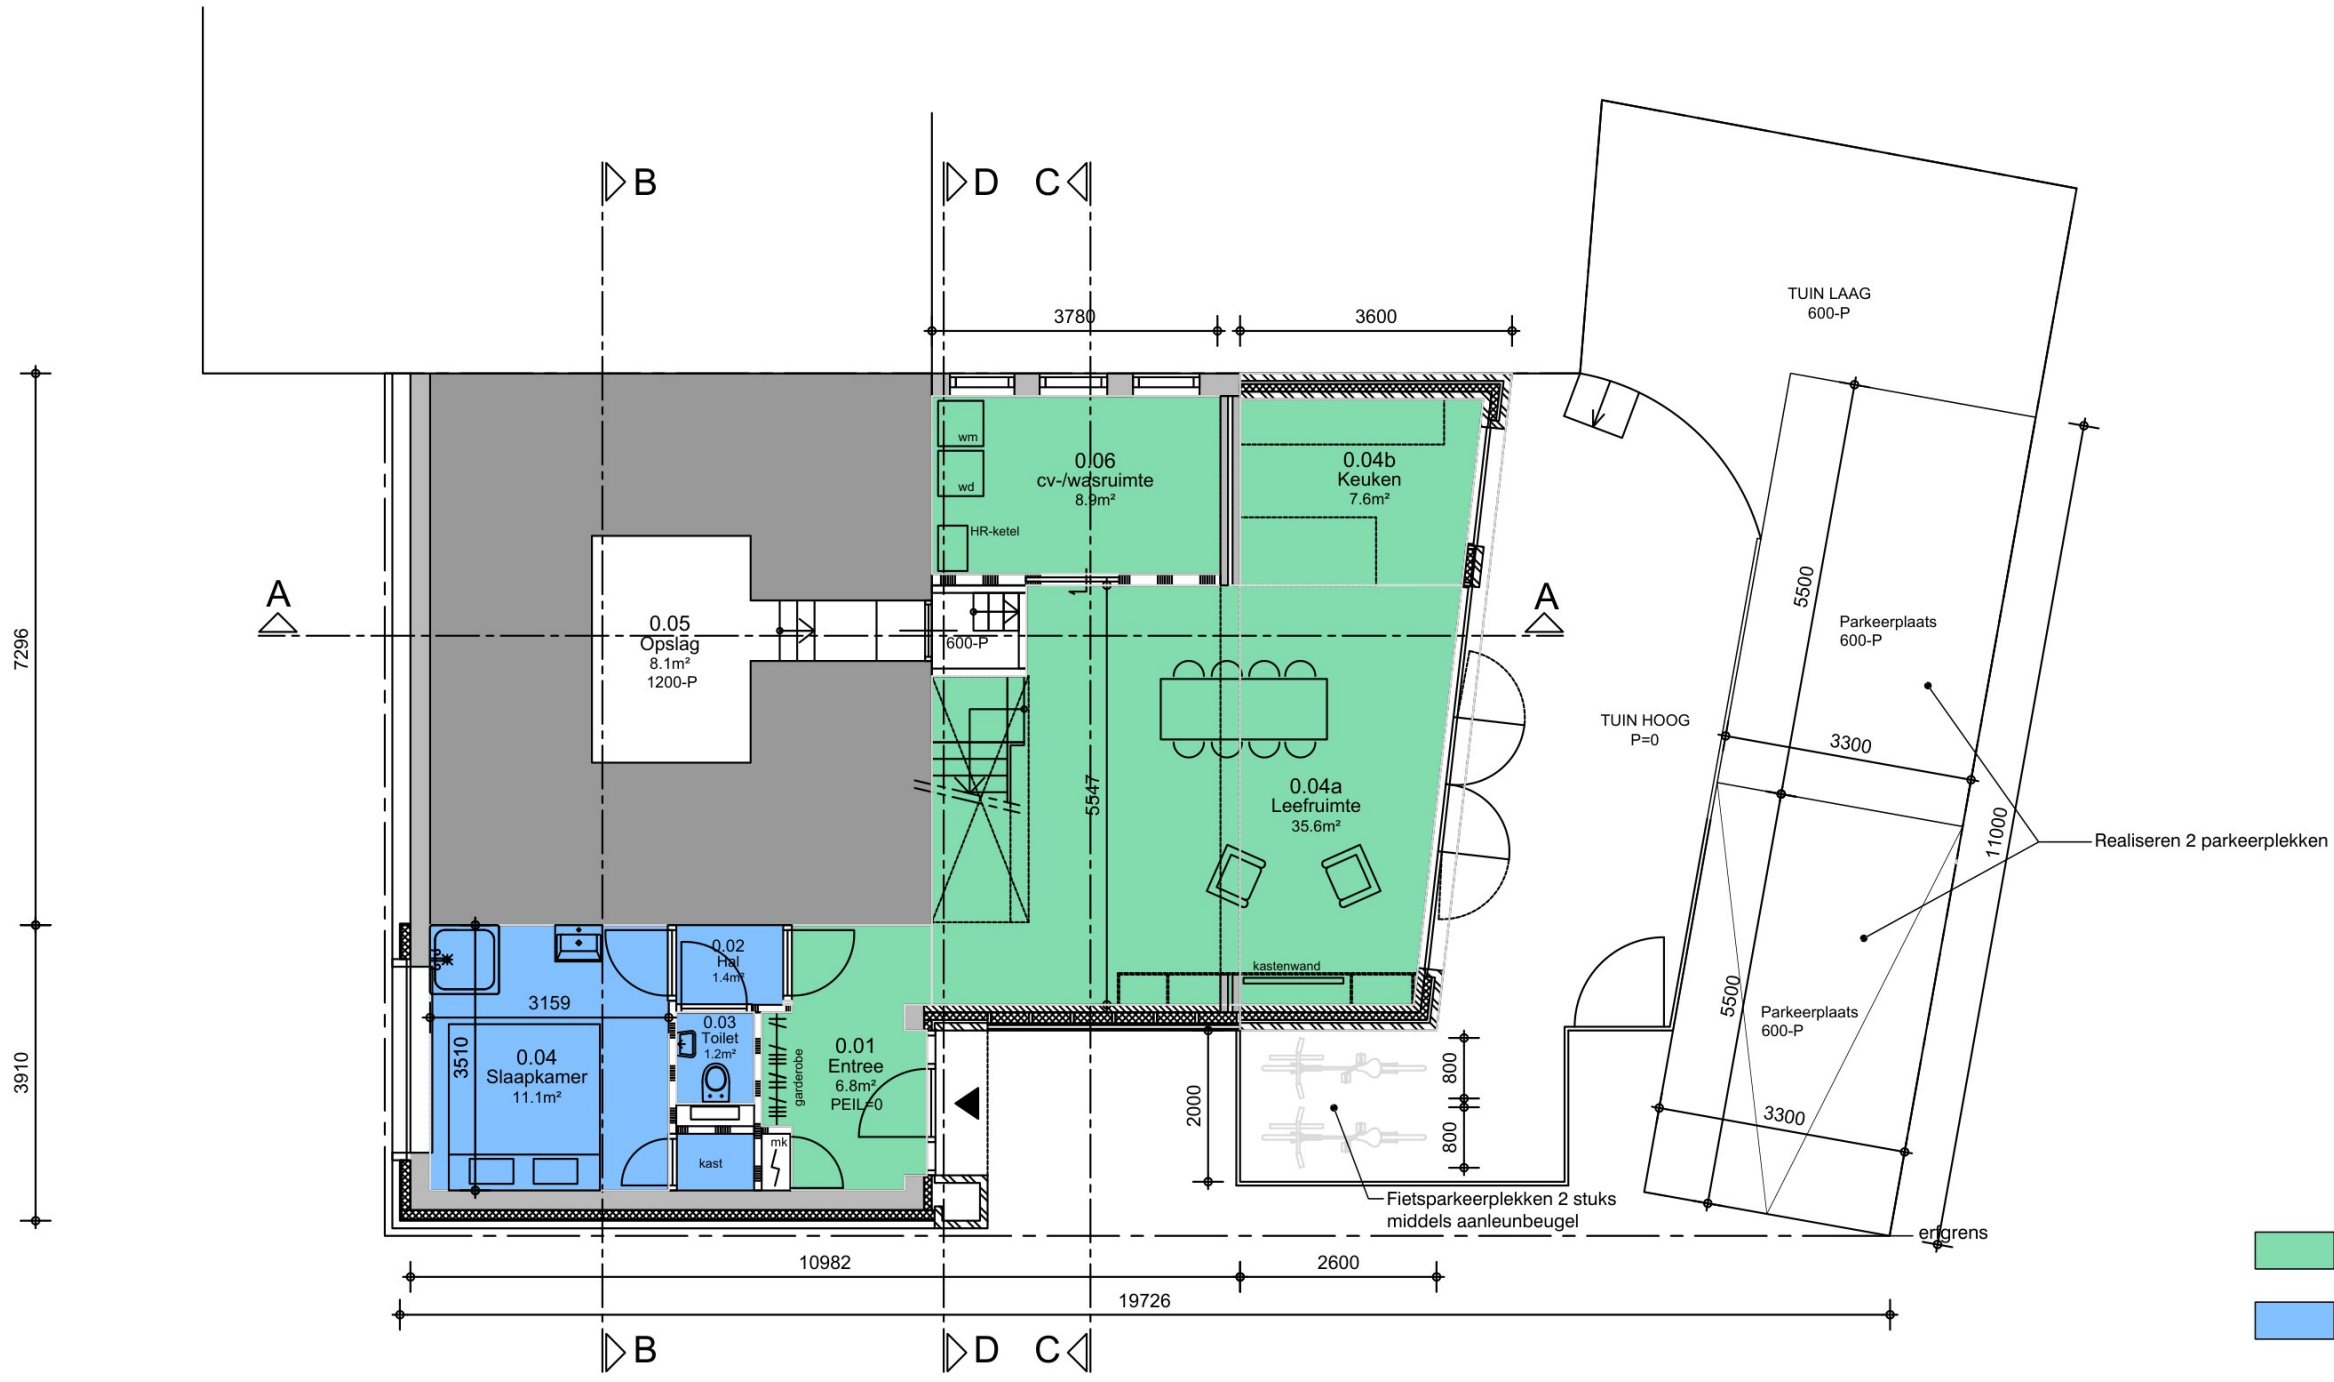 B
D
C
3780
3600
TUIN LAAG
600-P
0.06
cv-/wasruimte
8.9m²
wm
wd
HR-ketel
0.04b
Keuken
7.6m²
A
A
7296
0.05
Opslag
8.1m²
1200-P
600-P
5500
Parkeerplaats
600-P
TUIN HOOG
P=0
3300
5547
0.04a
Leefruimte
35.6m²
11000
Realiseren 2 parkeerplekken
kastenwand
0.02
Hal
1.4m²
3159
0.03
Toilet
1.2m²
5500
Parkeerplaats
600-P
3910
3510
0.04
Slaapkamer
11.1m²
garderobe
0.01
Entree
6.8m²
PEIL=0
2000
800
800
3300
mk
kast
Fietsparkeerplekken 2 stuks
middels aanleunbeugel
erfgrens
10982
2600
19726
B
D
C